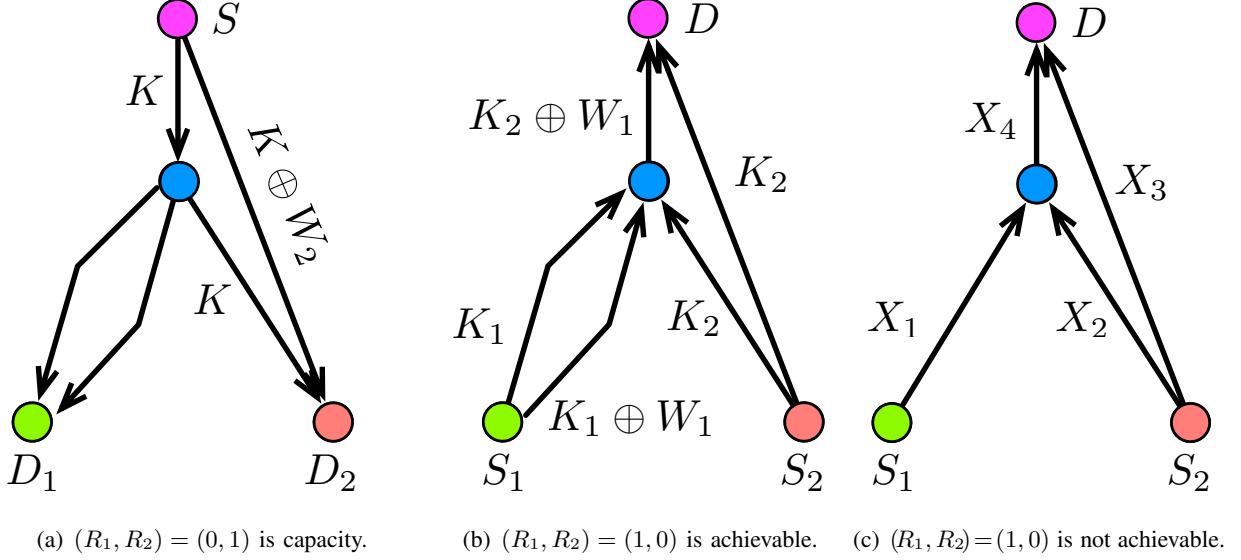 S
K
K ⊕ W₂
K
D₁
D₂
(a) (R₁, R₂) = (0, 1) is capacity.
D
K₂ ⊕ W₁
K₂
K₁
K₂
K₁ ⊕ W₁
S₁
S₂
(b) (R₁, R₂) = (1, 0) is achievable.
D
X₄
X₃
X₁
X₂
S₁
S₂
(c) (R₁, R₂) = (1, 0) is not achievable.